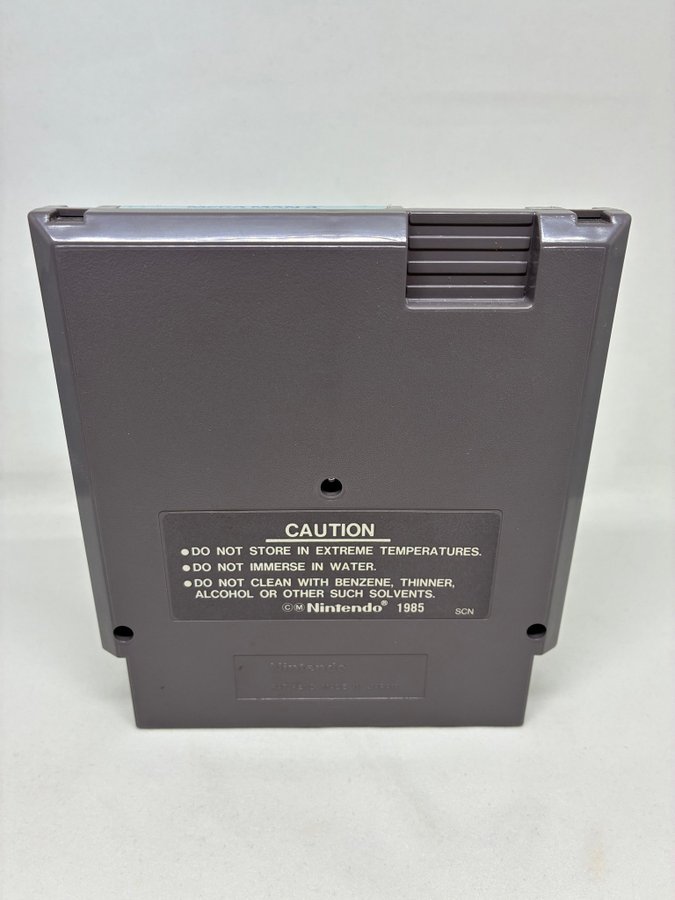 CAUTION
●DO NOT STORE IN EXTREME TEMPERATURES.
●DO NOT IMMERSE IN WATER.
●DO NOT CLEAN WITH BENZENE, THINNER,
ALCOHOL OR OTHER SUCH SOLVENTS.
©Ⓜ Nintendo® 1985 SCN
Nintendo